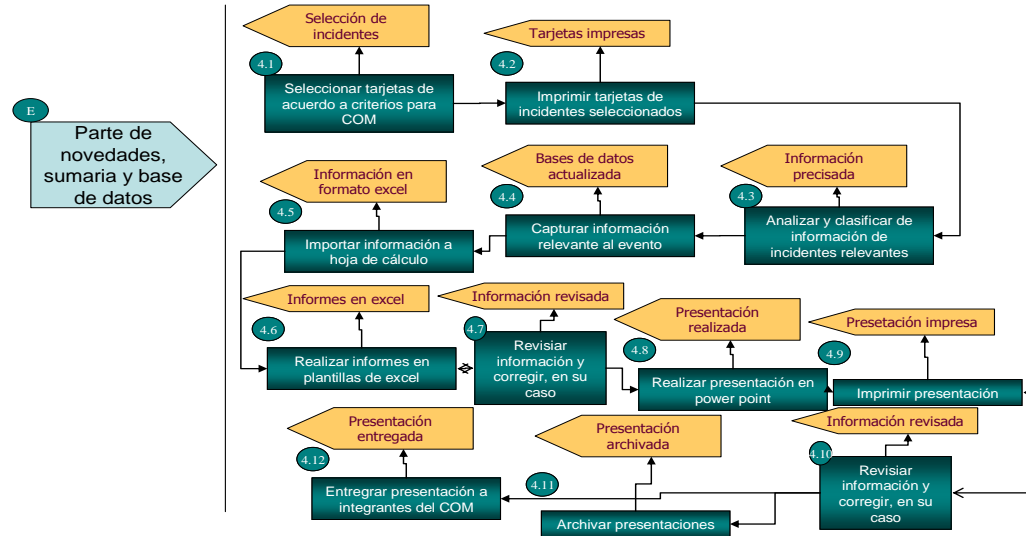 E
Parte de
novedades,
sumaria y base
de datos
Selección de
incidentes
4.1
Seleccionar tarjetas de
acuerdo a criterios para
COM
Tarjetas impresas
4.2
Imprimir tarjetas de
incidentes seleccionados
Información
precisada
4.3
Analizar y clasificar de
información de
incidentes relevantes
Bases de datos
actualizada
4.4
Capturar información
relevante al evento
Información en
formato excel
4.5
Importar información a
hoja de cálculo
Informes en excel
4.6
Realizar informes en
plantillas de excel
Información revisada
4.7
Revisiar
información y
corregir, en su
caso
Presentación
realizada
4.8
Realizar presentación en
power point
Presetación impresa
4.9
Imprimir presentación
Información revisada
4.10
Revisiar
información y
corregir, en su
caso
Presentación
archivada
4.11
Archivar presentaciones
Presentación
entregada
4.12
Entregrar presentación a
integrantes del COM